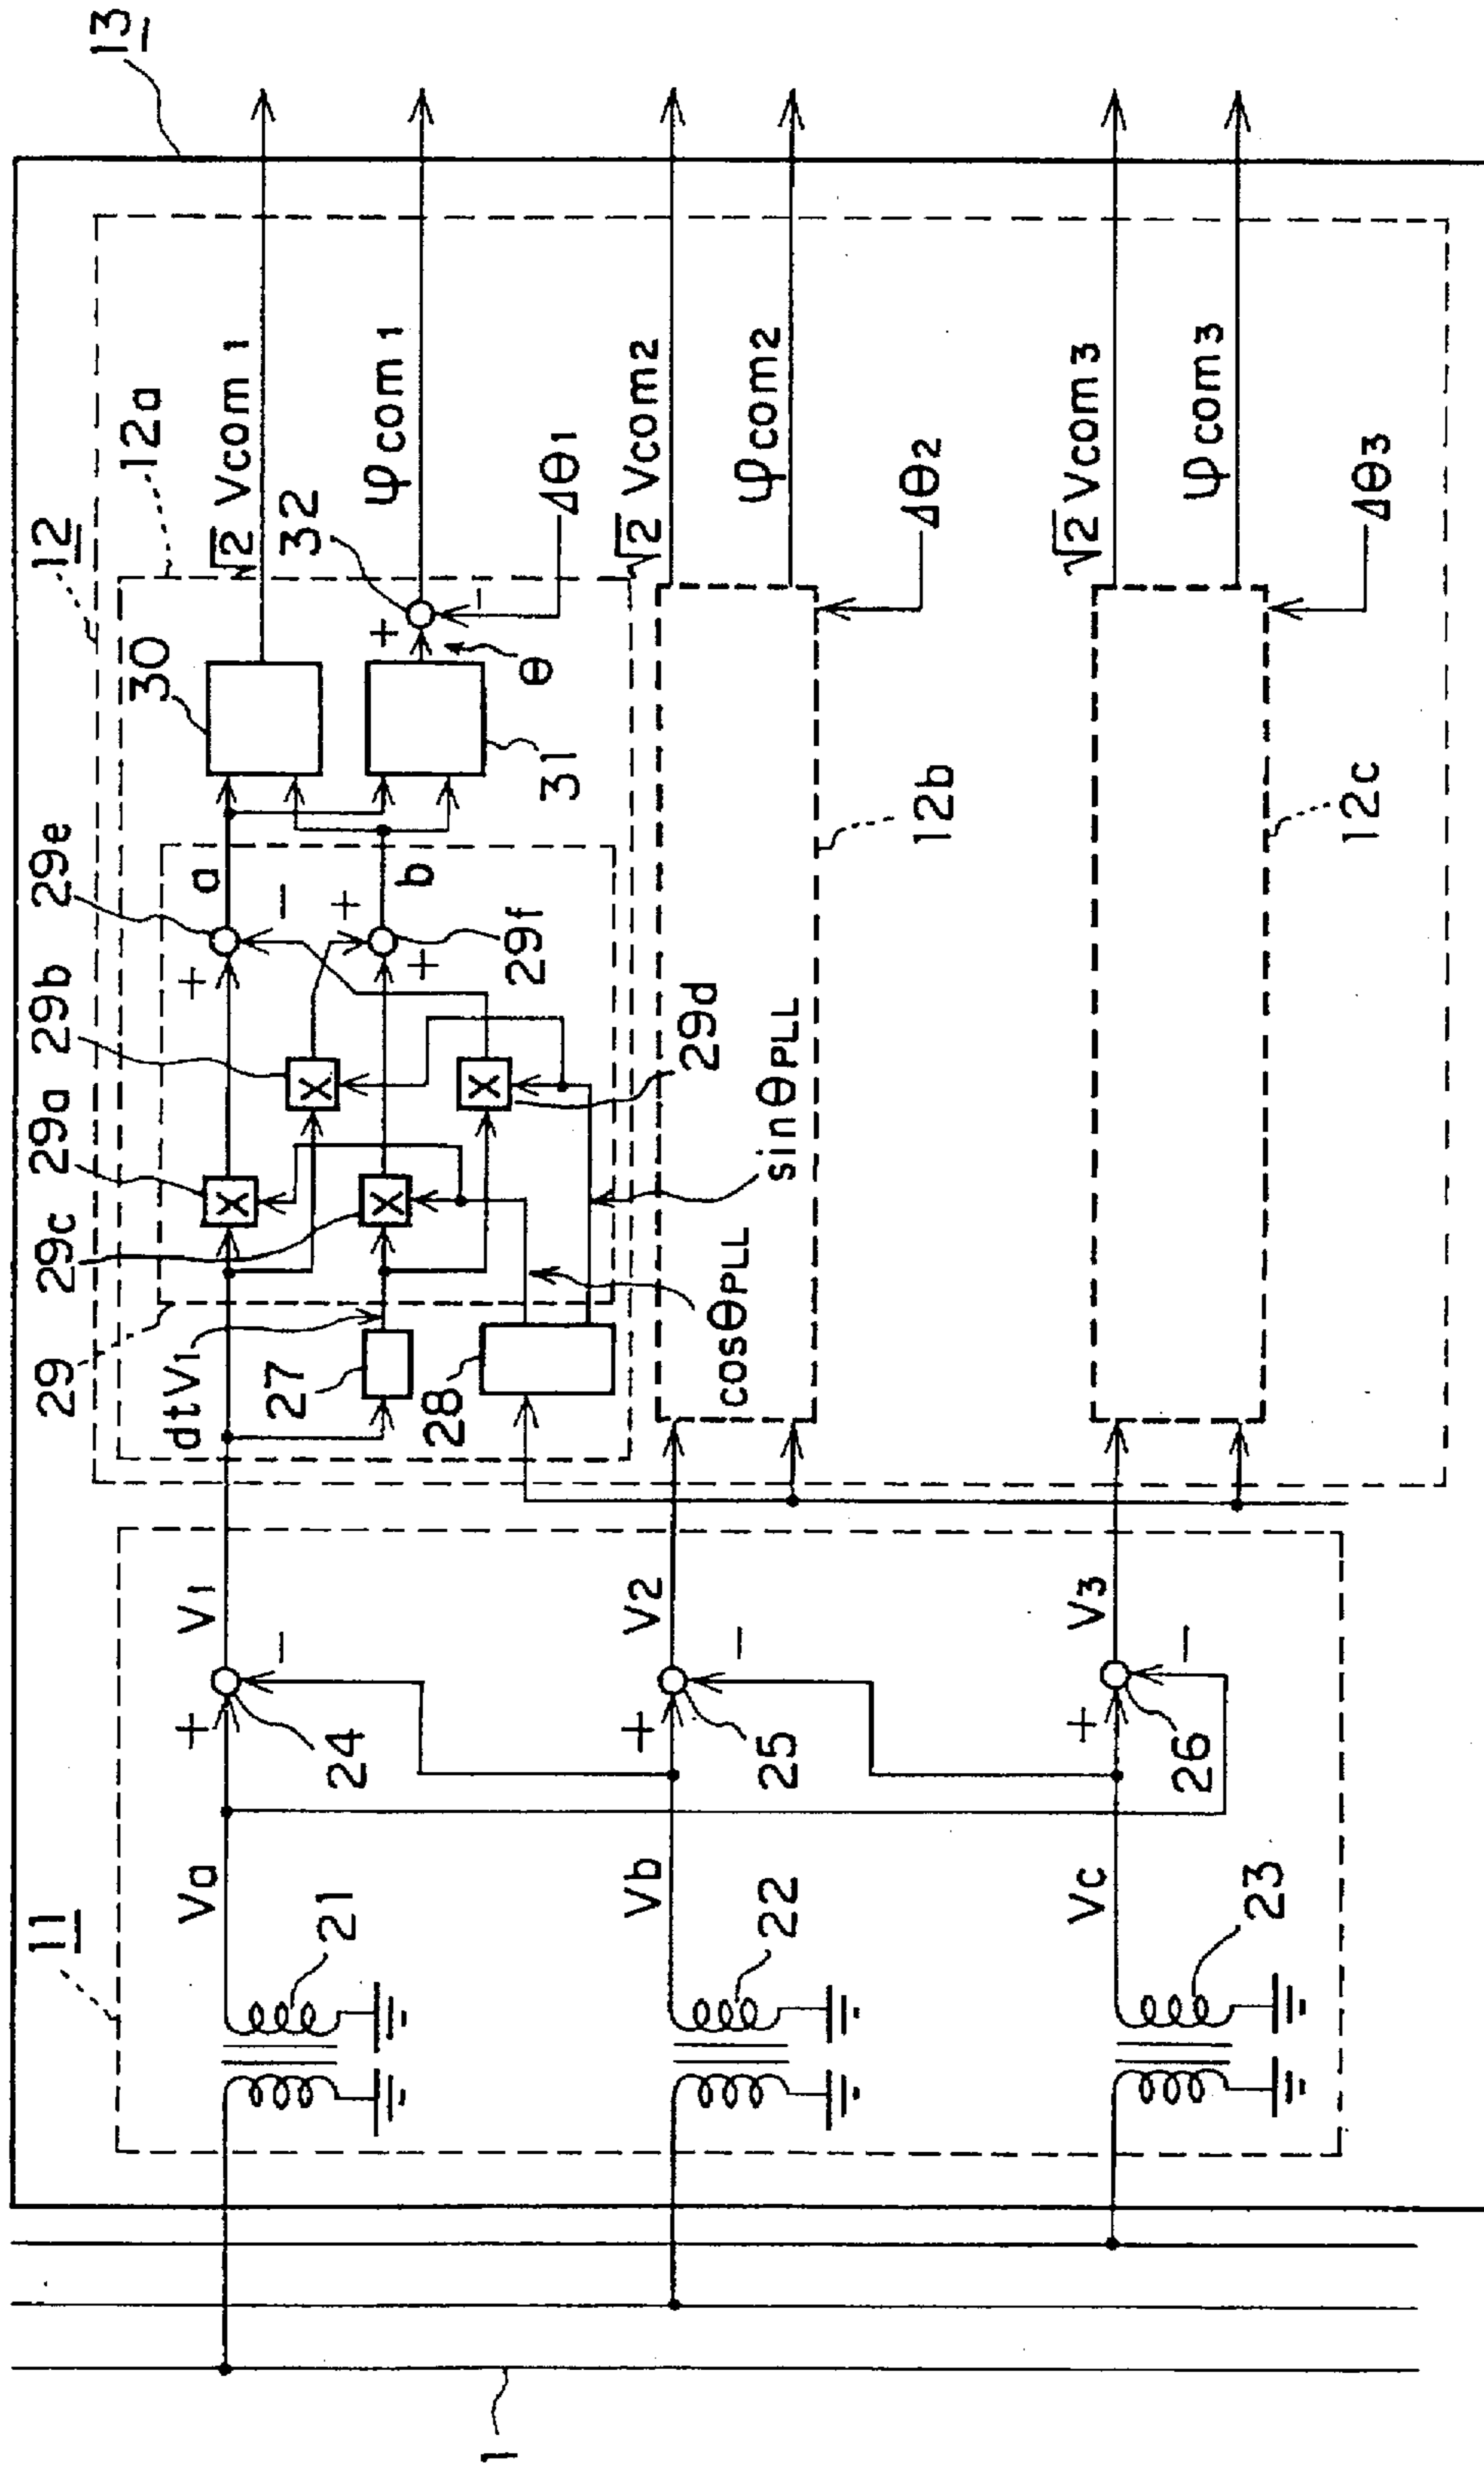 13
12
12a
30
√2 Vcom1
φcom1
32
Δθ1
+
-
θ
31
29
29c
29a
29b
29e
a
-
+
+
b
+
29f
X
X
X
X
29d
dtV1
27
28
cosθPLL
sinθPLL
√2 Vcom2
φcom2
Δθ2
12b
√2 Vcom3
φcom3
Δθ3
12c
11
Va
21
+
-
24
V1
Vb
22
+
-
25
V2
Vc
23
+
-
26
V3
1